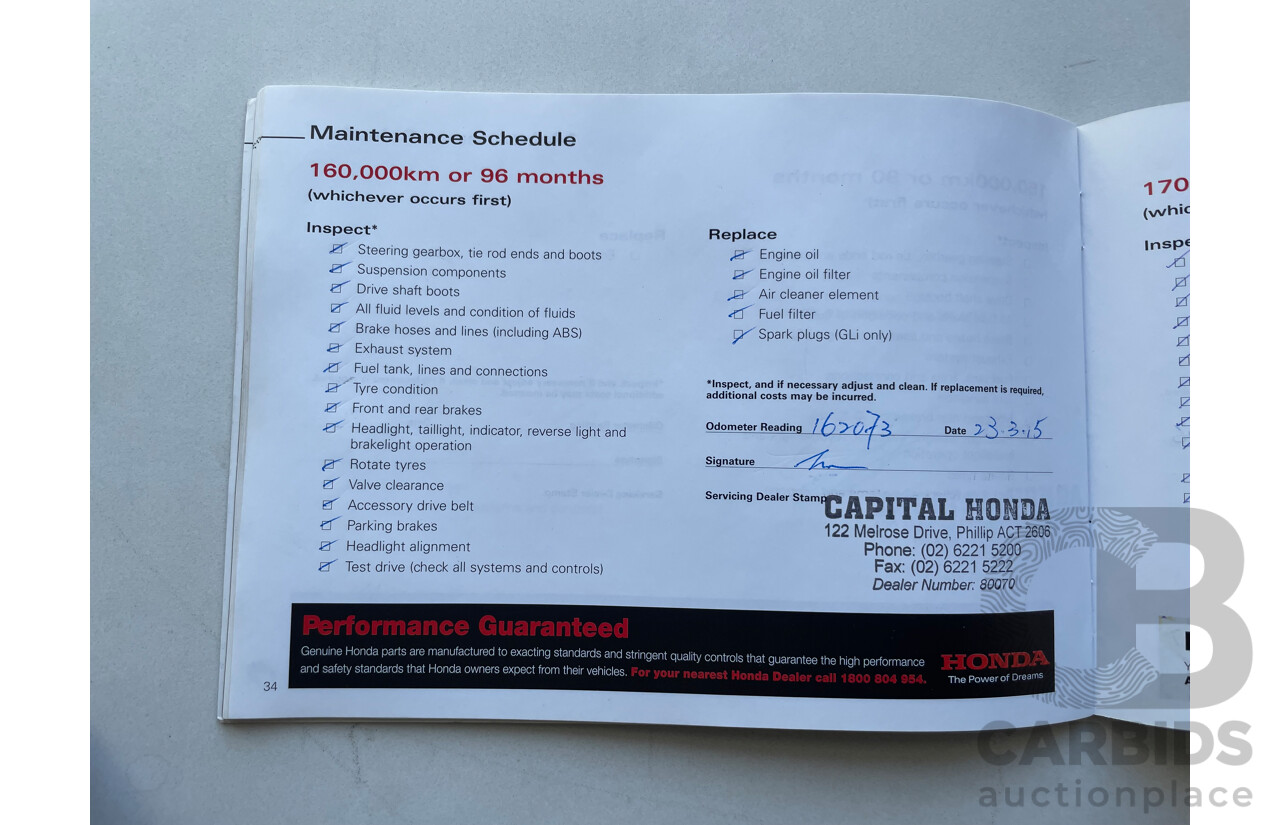 Maintenance Schedule
160,000km or 96 months
(whichever occurs first)
Inspect*
Steering gearbox, tie rod ends and boots
Suspension components
Drive shaft boots
All fluid levels and condition of fluids
Brake hoses and lines (including ABS)
Exhaust system
Fuel tank, lines and connections
Tyre condition
Front and rear brakes
Headlight, taillight, indicator, reverse light and
brakelight operation
Rotate tyres
Valve clearance
Accessory drive belt
Parking brakes
Headlight alignment
Test drive (check all systems and controls)
Replace
Engine oil
Engine oil filter
Air cleaner element
Fuel filter
Spark plugs (GLi only)
*Inspect, and if necessary adjust and clean. If replacement is required,
additional costs may be incurred.
Odometer Reading 162073 Date 23.3.15
Signature
Servicing Dealer Stamp
CAPITAL HONDA
122 Melrose Drive, Phillip ACT 2606
Phone: (02) 6221 5200
Fax: (02) 6221 5222
Dealer Number: 80070
Performance Guaranteed
Genuine Honda parts are manufactured to exacting standards and stringent quality controls that guarantee the high performance
and safety standards that Honda owners expect from their vehicles. For your nearest Honda Dealer call 1800 804 954.
HONDA
The Power of Dreams
34
170
(whic
Inspe
CB
CARBIDS
auctionplace